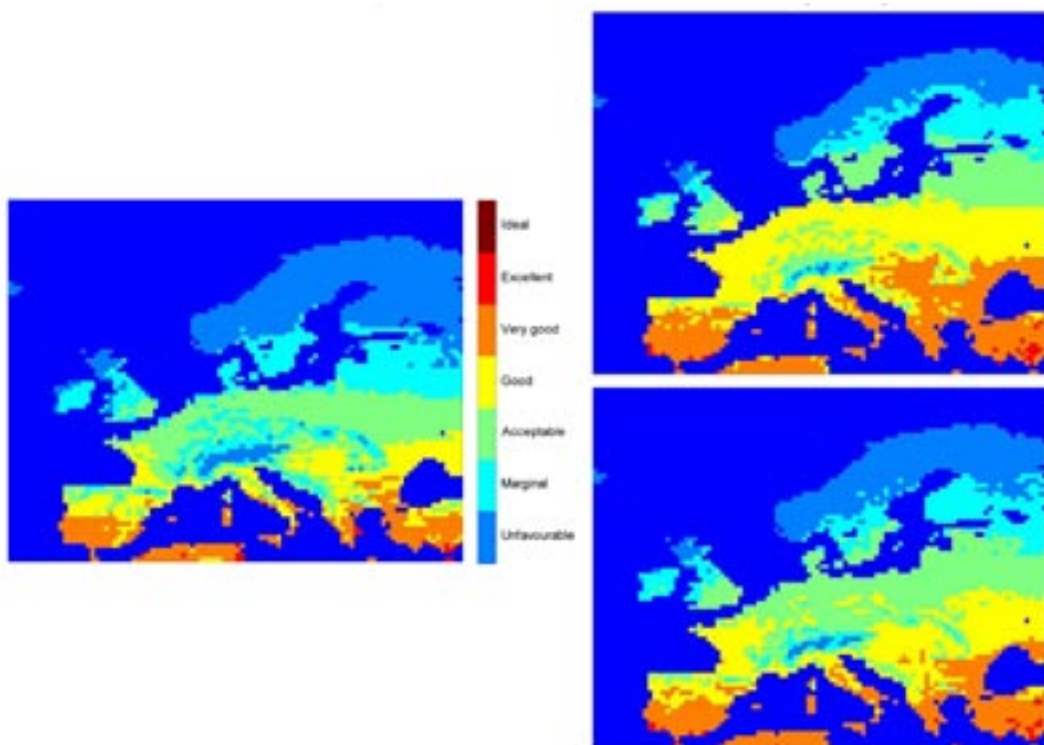 Ideal
Excellent
Very good
Good
Acceptable
Marginal
Unfavourable